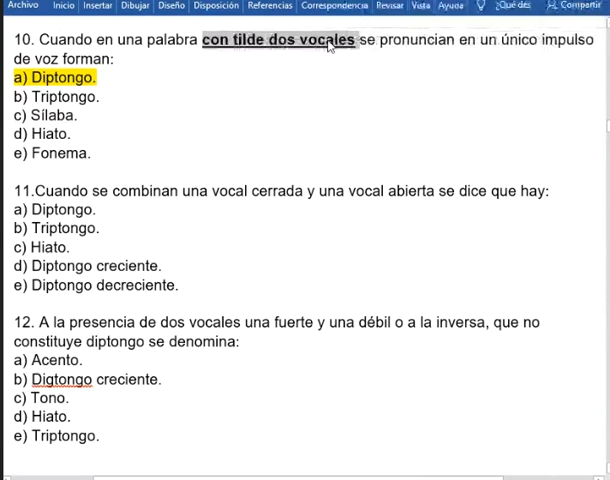 Archivo Inicio Insertar Dibujar Diseño Disposición Referencias Correspondencia Revisar Vista Ayuda ¿Qué des Compartir
10. Cuando en una palabra con tilde dos vocales se pronuncian en un único impulso
de voz forman:
a) Diptongo.
b) Triptongo.
c) Sílaba.
d) Hiato.
e) Fonema.
11.Cuando se combinan una vocal cerrada y una vocal abierta se dice que hay:
a) Diptongo.
b) Triptongo.
c) Hiato.
d) Diptongo creciente.
e) Diptongo decreciente.
12. A la presencia de dos vocales una fuerte y una débil o a la inversa, que no
constituye diptongo se denomina:
a) Acento.
b) Digtongo creciente.
c) Tono.
d) Hiato.
e) Triptongo.